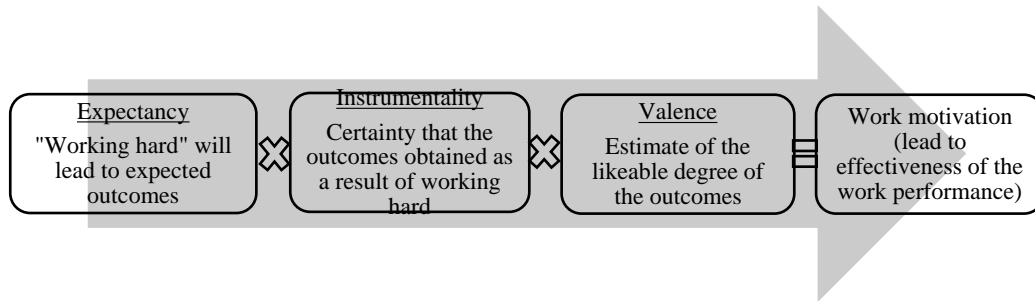 Expectancy
"Working hard" will
lead to expected
outcomes
Instrumentality
Certainty that the
outcomes obtained as
a result of working
hard
Valence
Estimate of the
likeable degree of
the outcomes
Work motivation
(lead to
effectiveness of the
work performance)